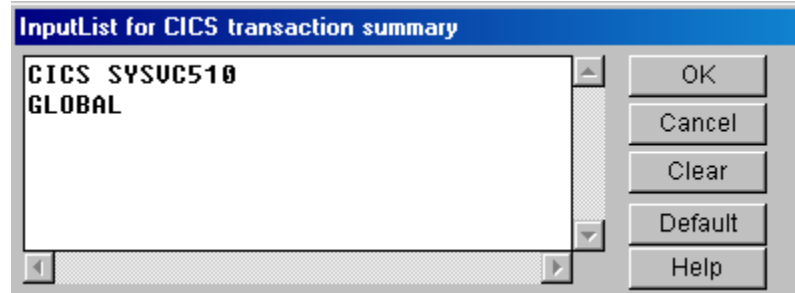 InputList for CICS transaction summary
CICS SYSVC510
GLOBAL
OK
Cancel
Clear
Default
Help